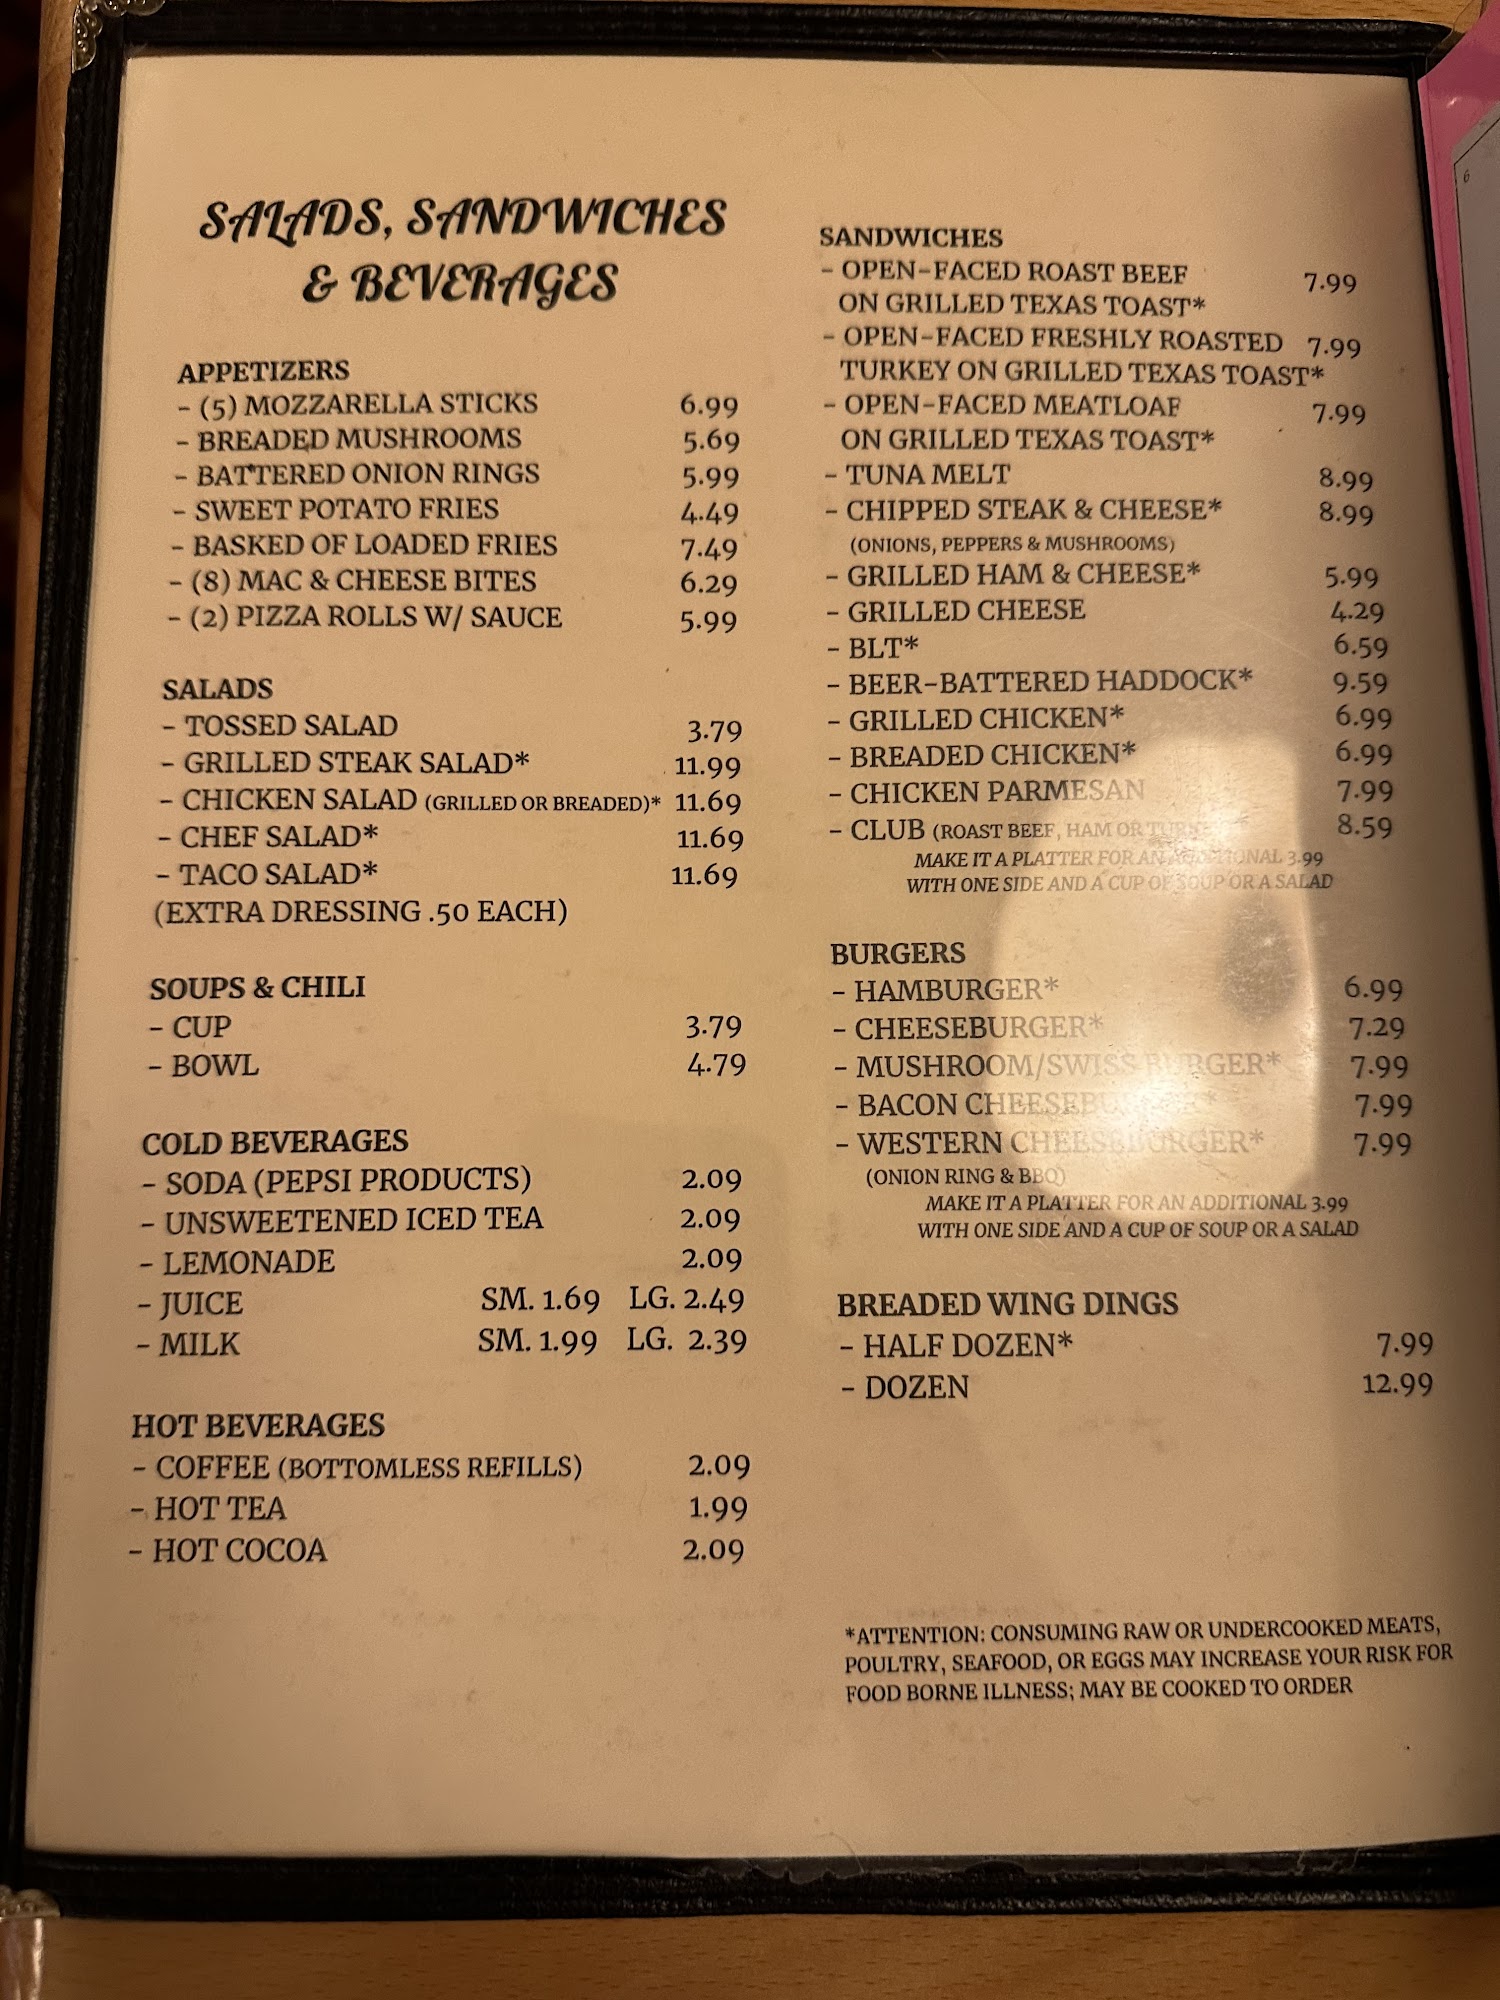 SALADS, SANDWICHES
& BEVERAGES
APPETIZERS
- (5) MOZZARELLA STICKS 6.99
- BREADED MUSHROOMS 5.69
- BATTERED ONION RINGS 5.99
- SWEET POTATO FRIES 4.49
- BASKED OF LOADED FRIES 7.49
- (8) MAC & CHEESE BITES 6.29
- (2) PIZZA ROLLS W/ SAUCE 5.99
SALADS
- TOSSED SALAD 3.79
- GRILLED STEAK SALAD* 11.99
- CHICKEN SALAD (GRILLED OR BREADED)* 11.69
- CHEF SALAD* 11.69
- TACO SALAD* 11.69
(EXTRA DRESSING .50 EACH)
SOUPS & CHILI
- CUP 3.79
- BOWL 4.79
COLD BEVERAGES
- SODA (PEPSI PRODUCTS) 2.09
- UNSWEETENED ICED TEA 2.09
- LEMONADE 2.09
- JUICE SM. 1.69 LG. 2.49
- MILK SM. 1.99 LG. 2.39
HOT BEVERAGES
- COFFEE (BOTTOMLESS REFILLS) 2.09
- HOT TEA 1.99
- HOT COCOA 2.09
SANDWICHES
- OPEN-FACED ROAST BEEF 7.99
ON GRILLED TEXAS TOAST*
- OPEN-FACED FRESHLY ROASTED 7.99
TURKEY ON GRILLED TEXAS TOAST*
- OPEN-FACED MEATLOAF 7.99
ON GRILLED TEXAS TOAST*
- TUNA MELT 8.99
- CHIPPED STEAK & CHEESE* 8.99
(ONIONS, PEPPERS & MUSHROOMS)
- GRILLED HAM & CHEESE* 5.99
- GRILLED CHEESE 4.29
- BLT* 6.59
- BEER-BATTERED HADDOCK* 9.59
- GRILLED CHICKEN* 6.99
- BREADED CHICKEN* 6.99
- CHICKEN PARMESAN 7.99
- CLUB (ROAST BEEF, HAM OR 8.59
MAKE IT A PLATTER FOR AN ADDITIONAL 3.99
WITH ONE SIDE AND A CUP OF SOUP OR A SALAD
BURGERS
- HAMBURGER* 6.99
- CHEESEBURGER* 7.29
- MUSHROOM/SWISS BURGER* 7.99
- BACON CHEESEBURGER* 7.99
- WESTERN CHEESEBURGER* 7.99
(ONION RING & BBQ)
MAKE IT A PLATTER FOR AN ADDITIONAL 3.99
WITH ONE SIDE AND A CUP OF SOUP OR A SALAD
BREADED WING DINGS
- HALF DOZEN* 7.99
- DOZEN 12.99
*ATTENTION: CONSUMING RAW OR UNDERCOOKED MEATS,
POULTRY, SEAFOOD, OR EGGS MAY INCREASE YOUR RISK FOR
FOOD BORNE ILLNESS; MAY BE COOKED TO ORDER